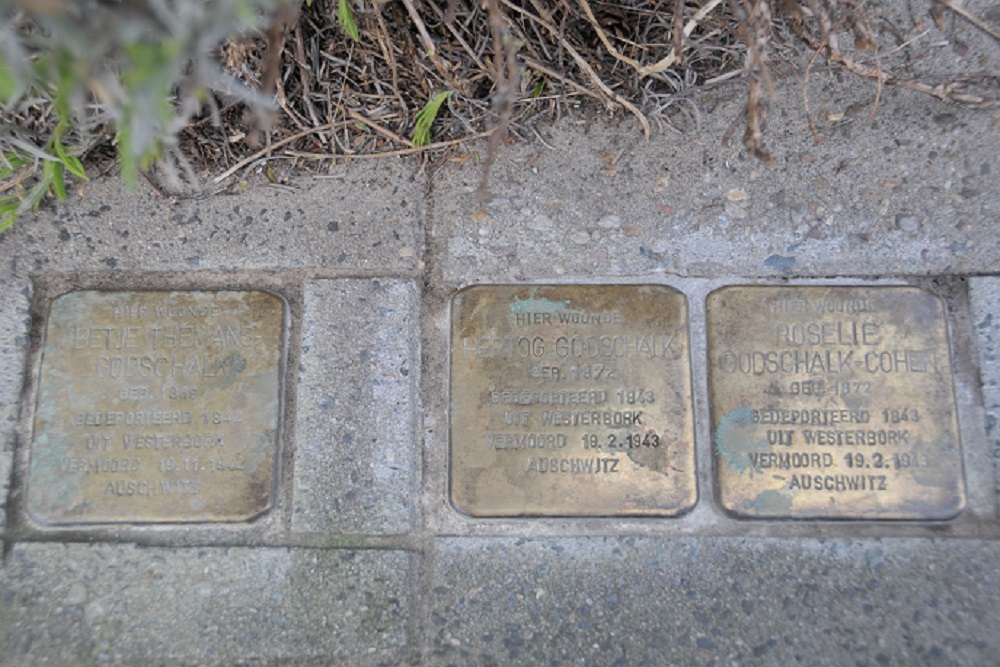 HIER WOONDE
BETJE THEMANS-
GODSCHALK
GEB.
GEDEPORTEERD 1942
UIT WESTERBORK
VERMOORD 19.11.1942
AUSCHWITZ
HIER WOONDE
HERTOG GODSCHALK
GEB. 1872
GEDEPORTEERD 1943
UIT WESTERBORK
VERMOORD 19.2.1943
AUSCHWITZ
HIER WOONDE
ROSELIE
GODSCHALK-COHEN
GEB. 1872
GEDEPORTEERD 1943
UIT WESTERBORK
VERMOORD 19.2.1943
AUSCHWITZ